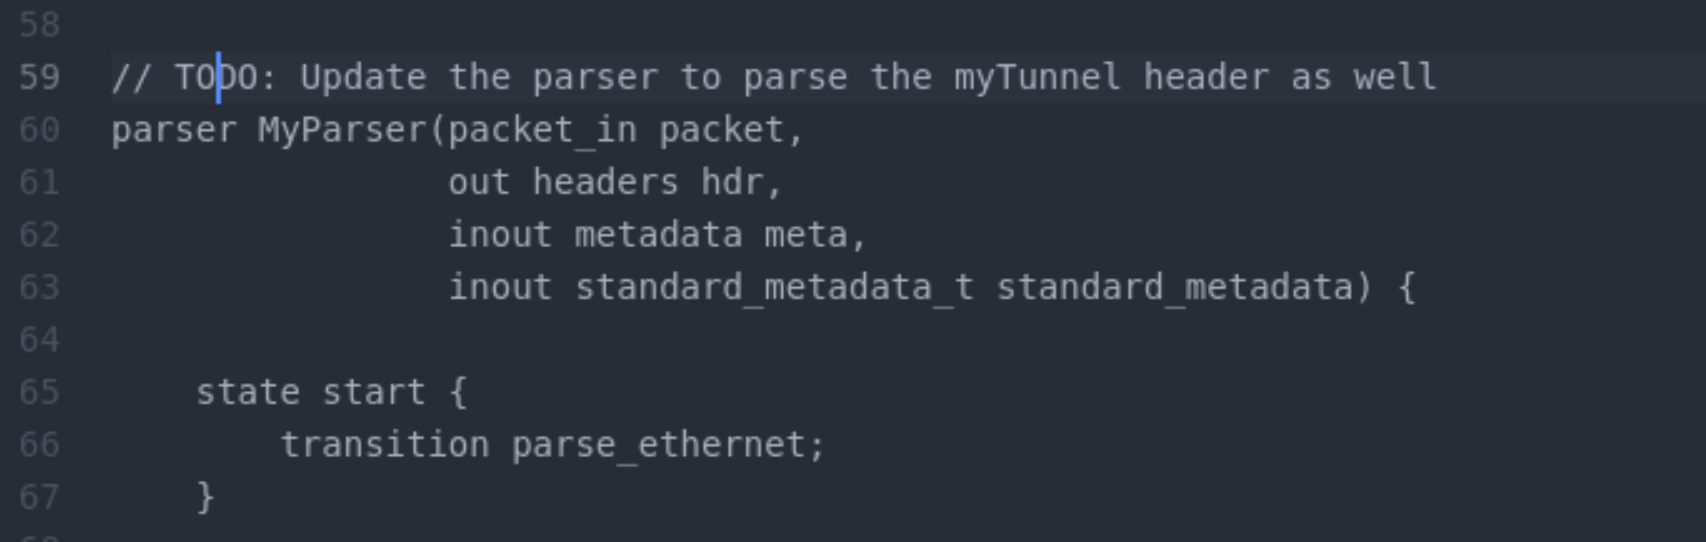 58
59 // TODO: Update the parser to parse the myTunnel header as well
60 parser MyParser(packet_in packet,
61 out headers hdr,
62 inout metadata meta,
63 inout standard_metadata_t standard_metadata) {
64
65 state start {
66 transition parse_ethernet;
67 }